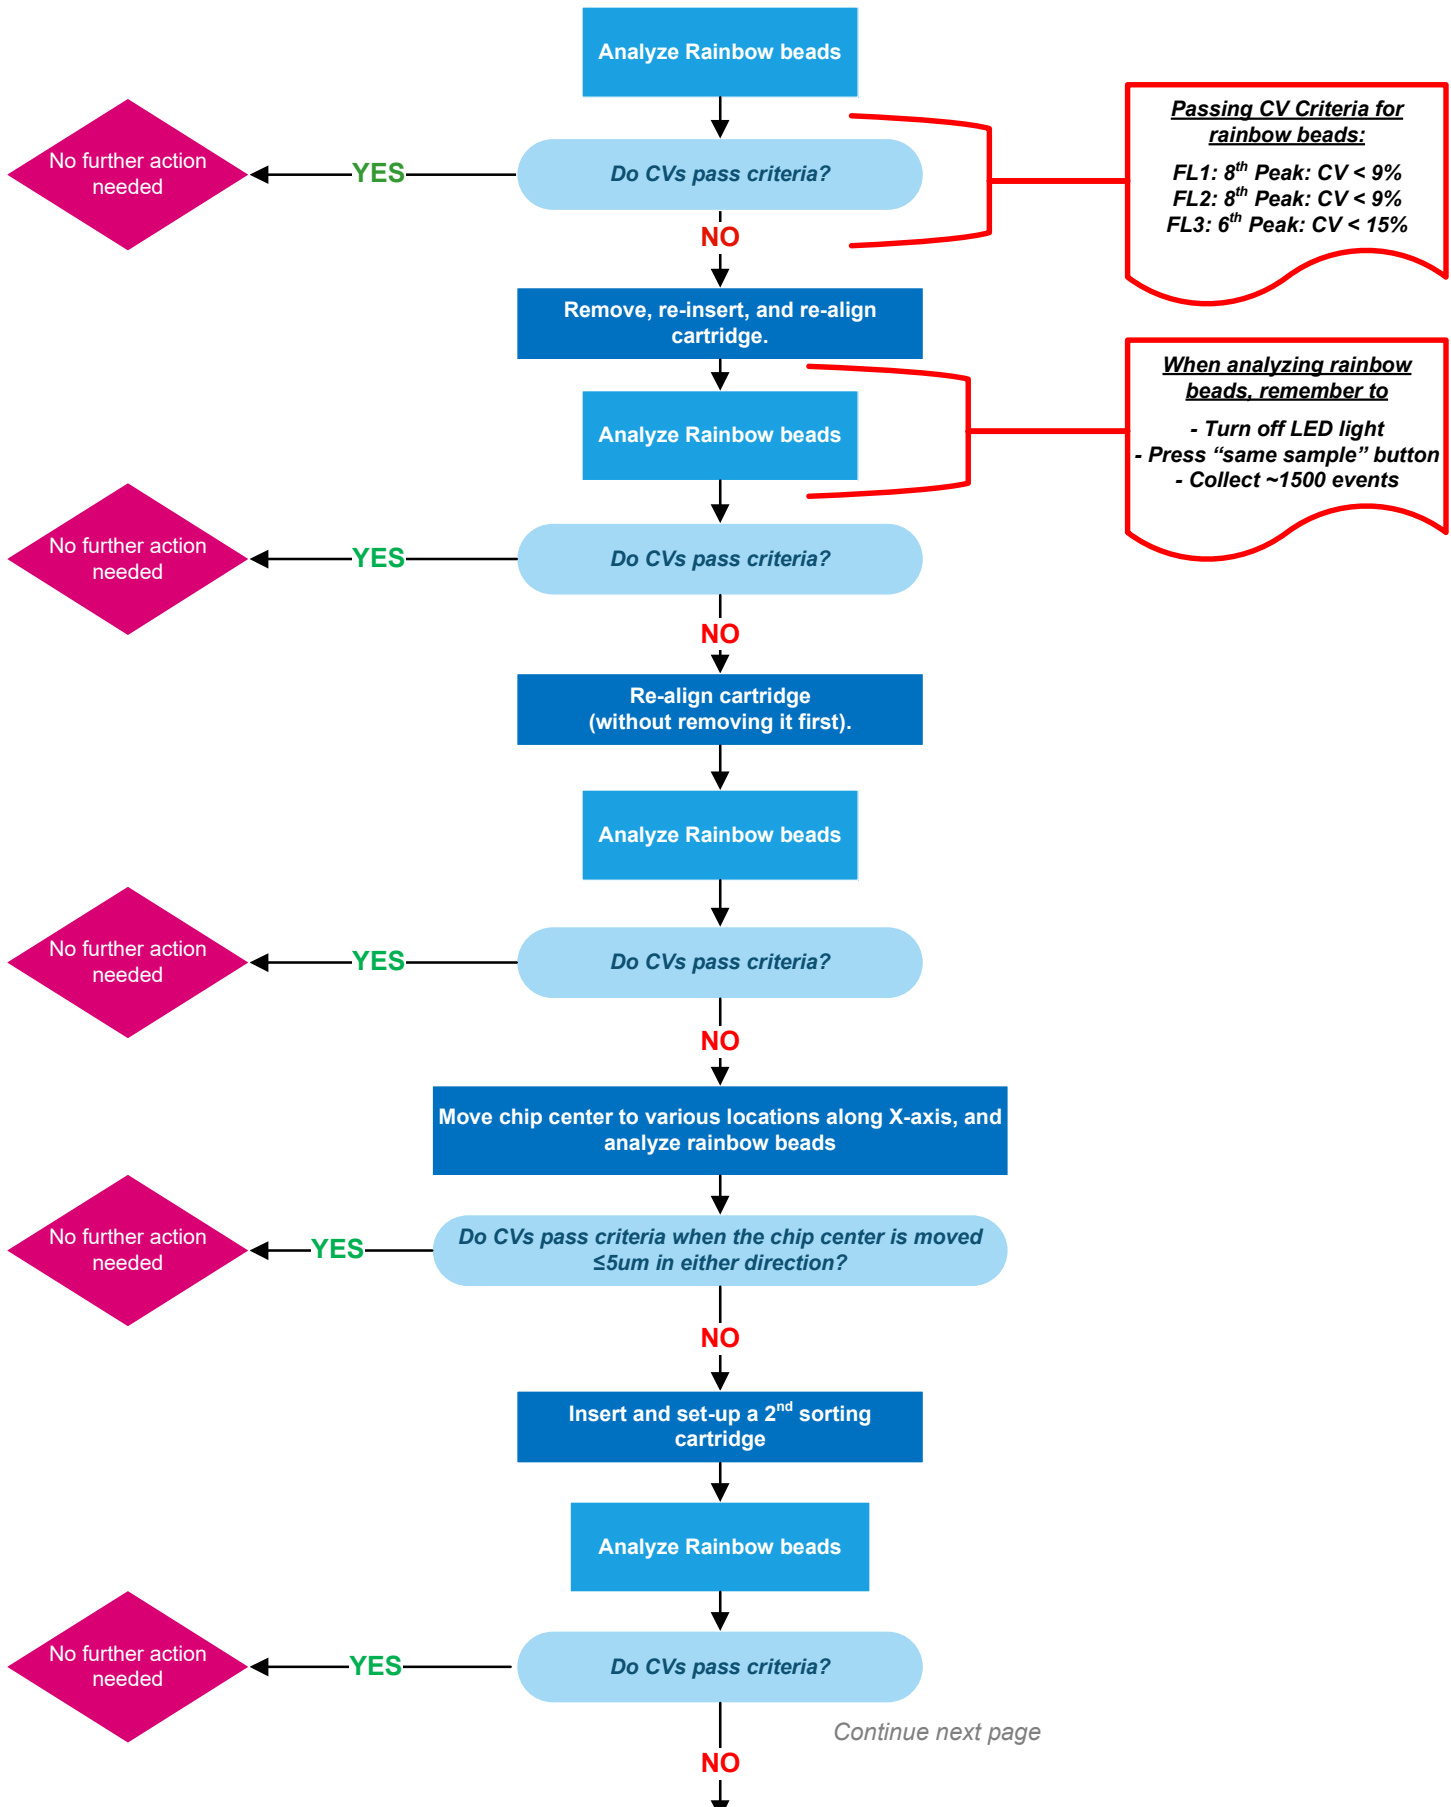 Analyze Rainbow beads
Passing CV Criteria for
rainbow beads:
FL1: 8th Peak: CV < 9%
FL2: 8th Peak: CV < 9%
FL3: 6th Peak: CV < 15%
No further action
needed
YES
Do CVs pass criteria?
NO
Remove, re-insert, and re-align
cartridge.
When analyzing rainbow
beads, remember to
- Turn off LED light
- Press “same sample” button
- Collect ~1500 events
Analyze Rainbow beads
No further action
needed
YES
Do CVs pass criteria?
NO
Re-align cartridge
(without removing it first).
Analyze Rainbow beads
No further action
needed
YES
Do CVs pass criteria?
NO
Move chip center to various locations along X-axis, and
analyze rainbow beads
No further action
needed
YES
Do CVs pass criteria when the chip center is moved
≤5um in either direction?
NO
Insert and set-up a 2nd sorting
cartridge
Analyze Rainbow beads
No further action
needed
YES
Do CVs pass criteria?
Continue next page
NO